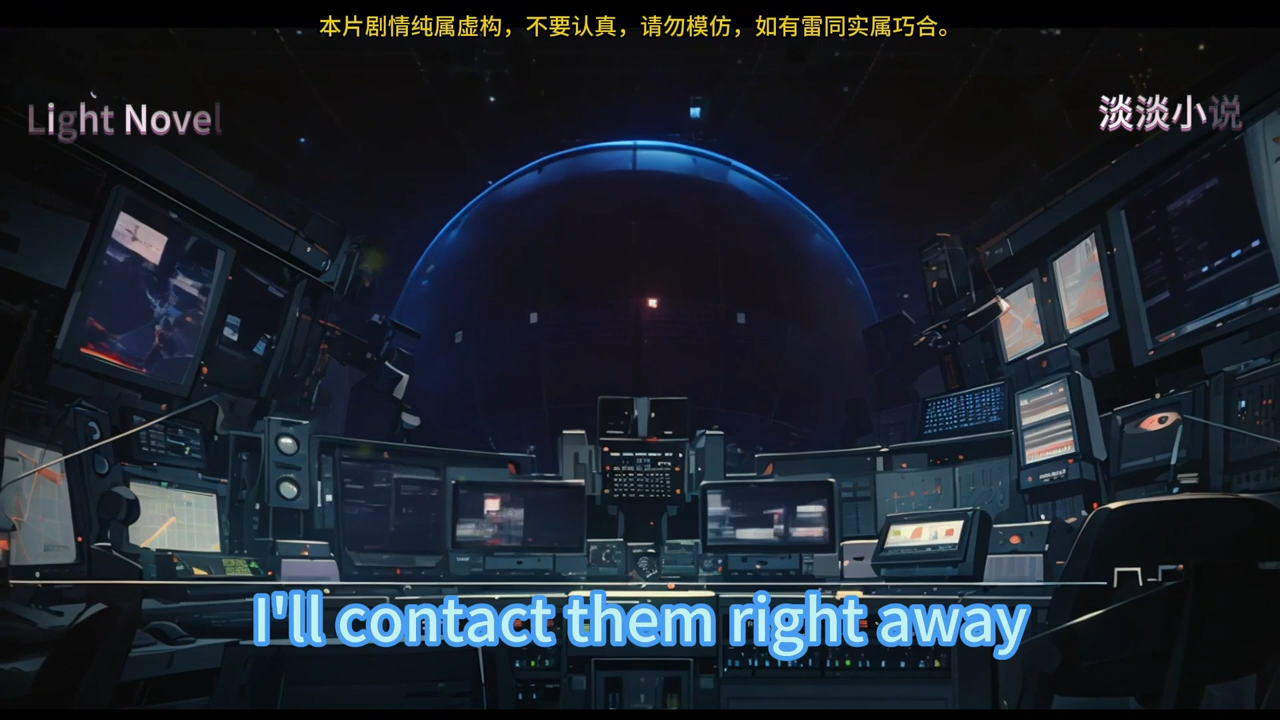 本片剧情纯属虚构，不要认真，请勿模仿，如有雷同实属巧合。
Light Novel
淡淡小说
I'll contact them right away